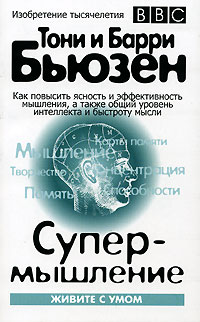 Изобретение тысячелетия BBC
Тони и Барри
Бьюзен
Как повысить ясность и эффективность
мышления, а также общий уровень
интеллекта и быстроту мысли
Карты памяти
Мышление
Творчество
Концентрация
Память
способности
Супер-
мышление
ЖИВИТЕ С УМОМ